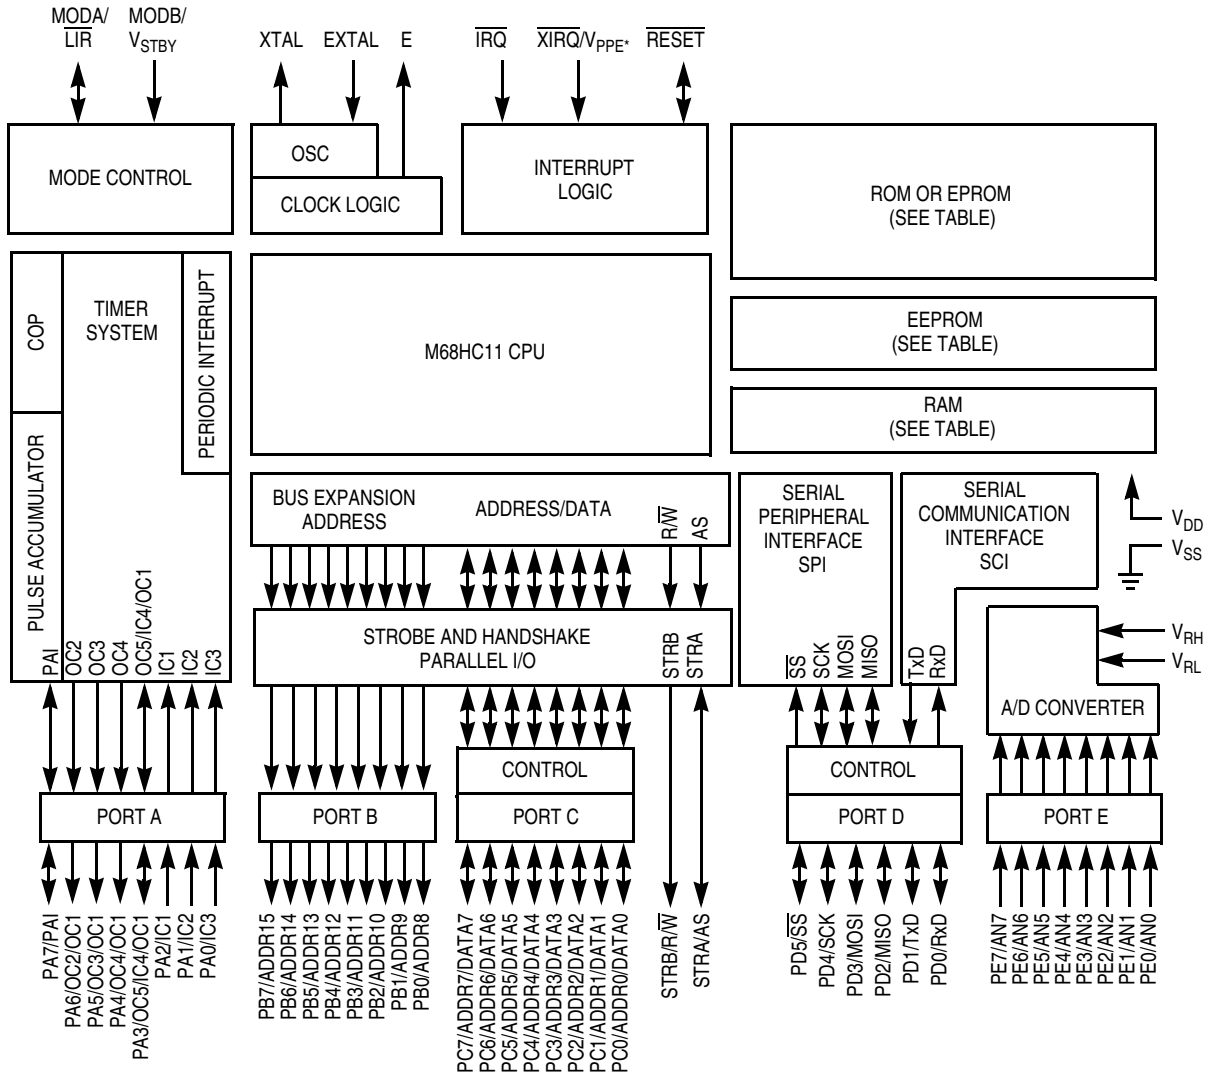 MODA/
LIR
MODB/
VSTBY
XTAL
EXTAL
E
IRQ
XIRQ/VPPE*
RESET
MODE CONTROL
OSC
CLOCK LOGIC
INTERRUPT
LOGIC
ROM OR EPROM
(SEE TABLE)
COP
TIMER
SYSTEM
PERIODIC INTERRUPT
M68HC11 CPU
EEPROM
(SEE TABLE)
RAM
(SEE TABLE)
PULSE ACCUMULATOR
BUS EXPANSION
ADDRESS
ADDRESS/DATA
R/W
AS
SERIAL
PERIPHERAL
INTERFACE
SPI
SERIAL
COMMUNICATION
INTERFACE
SCI
VDD
VSS
PAI
OC2
OC3
OC4
OC5/IC4/OC1
IC1
IC2
IC3
STROBE AND HANDSHAKE
PARALLEL I/O
STRB
STRA
SS
SCK
MOSI
MISO
TxD
RxD
VRH
VRL
A/D CONVERTER
CONTROL
CONTROL
PORT A
PORT B
PORT C
PORT D
PORT E
PA7/PAI
PA6/OC2/OC1
PA5/OC3/OC1
PA4/OC4/OC1
PA3/OC5/IC4/OC1
PA2/IC1
PA1/IC2
PA0/IC3
PB7/ADDR15
PB6/ADDR14
PB5/ADDR13
PB4/ADDR12
PB3/ADDR11
PB2/ADDR10
PB1/ADDR9
PB0/ADDR8
PC7/ADDR7/DATA7
PC6/ADDR6/DATA6
PC5/ADDR5/DATA5
PC4/ADDR4/DATA4
PC3/ADDR3/DATA3
PC2/ADDR2/DATA2
PC1/ADDR1/DATA1
PC0/ADDR0/DATA0
STRB/R/W
STRA/AS
PD5/SS
PD4/SCK
PD3/MOSI
PD2/MISO
PD1/TxD
PD0/RxD
PE7/AN7
PE6/AN6
PE5/AN5
PE4/AN4
PE3/AN3
PE2/AN2
PE1/AN1
PE0/AN0